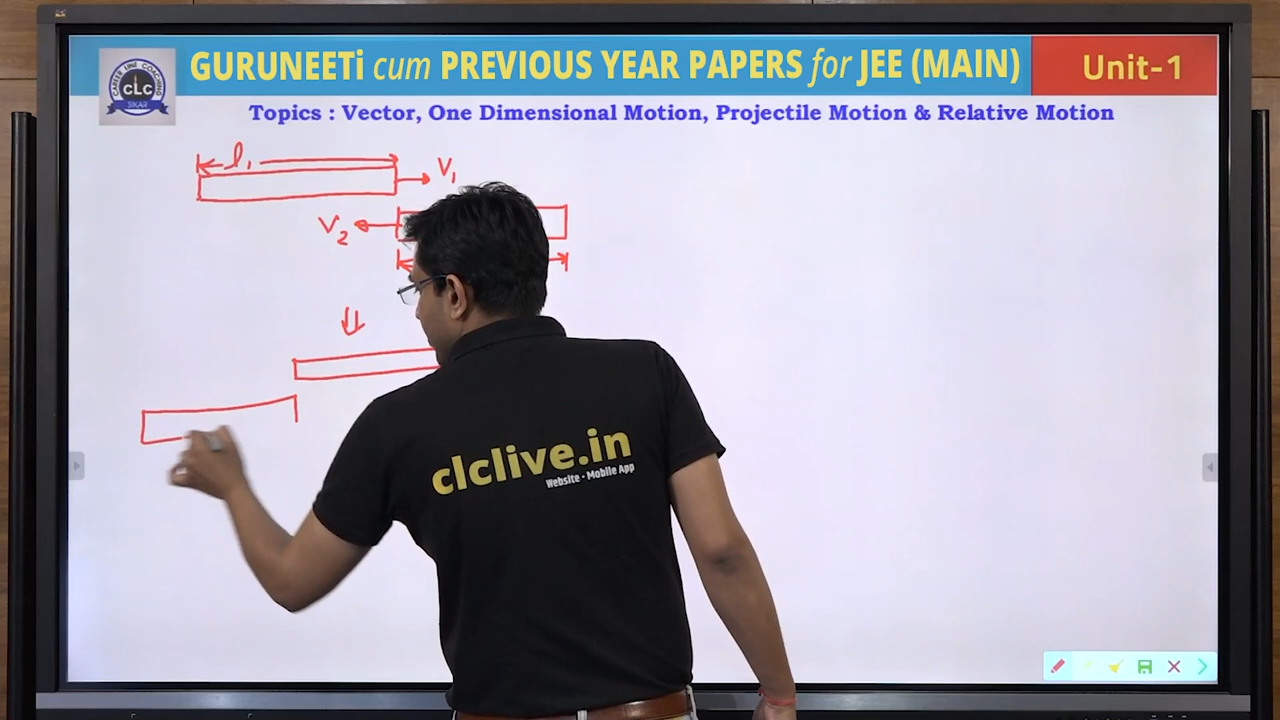 GURUNEETi cum PREVIOUS YEAR PAPERS for JEE (MAIN)
Unit-1
CAREER LINE COACHING
CLC
SIKAR
Topics : Vector, One Dimensional Motion, Projectile Motion & Relative Motion
l₁
V₁
V₂
clclive.in
Website - Mobile App